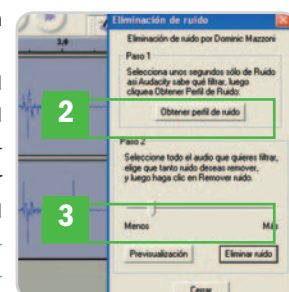 Eliminación de ruido
3,0
Eliminación de ruido por Dominic Mazzoni
Paso 1
Selecciona unos segundos sólo de Ruido
asi Audacity sabe qué filtrar, luego
cliquea Obtener Perfil de Ruido:
Obtener perfil de ruido
2
Paso 2
Seleccione todo el audio que quieres filtrar,
elige que tanto ruido deseas remover,
y luego haga clic en Remover ruido.
3
Menos Más
Previsualización Eliminar ruido
Cerrar